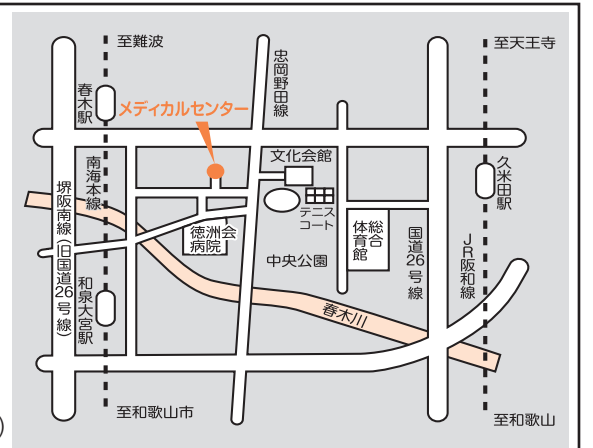 至難波
至天王寺
忠岡野田線
春木駅
メディカルセンター
文化会館
南海本線
久米田駅
堺阪南線（旧国道26号線）
テニス
コート
徳洲会
病院
総合
体育館
国道26号線
JR阪和線
中央公園
和泉大宮駅
春木川
至和歌山市
至和歌山